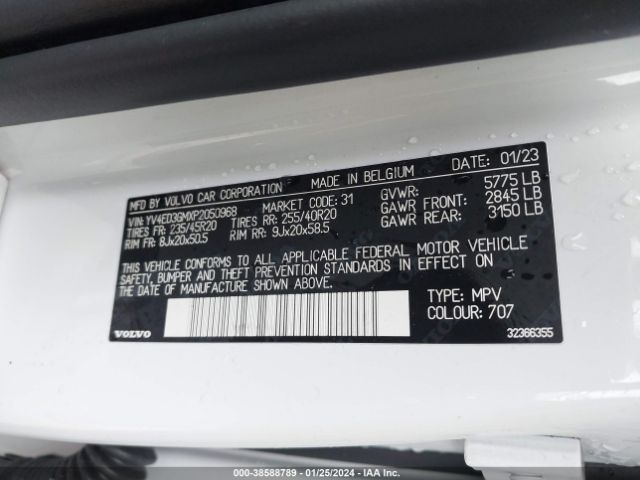 MFD BY VOLVO CAR CORPORATION MADE IN BELGIUM DATE: 01/23
VIN: YV4ED3GMXP2050968 MARKET CODE: 31 GVWR: 5775 LB
TIRES FR: 235/45R20 TIRES RR: 255/40R20 GAWR FRONT: 2845 LB
RIM FR: 8Jx20x50.5 RIM RR: 9Jx20x58.5 GAWR REAR: 3150 LB
THIS VEHICLE CONFORMS TO ALL APPLICABLE FEDERAL MOTOR VEHICLE
SAFETY, BUMPER AND THEFT PREVENTION STANDARDS IN EFFECT ON
THE DATE OF MANUFACTURE SHOWN ABOVE.
TYPE: MPV
COLOUR: 707
VOLVO 32366355
000-38588789 - 01/25/2024 - IAA Inc.